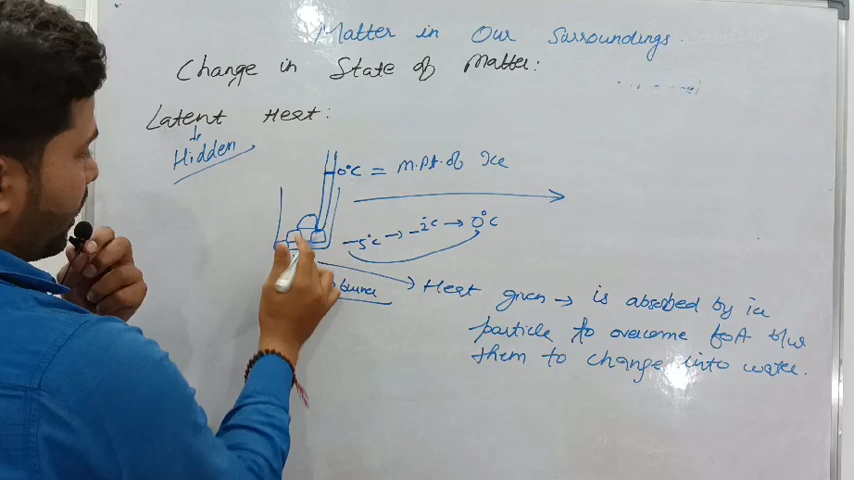 Matter in Our Surroundings
Change in State of Matter:
Latent Heat:
Hidden
0°C = M.Pt. of Ice
-5°C → -2°C → 0°C
burner
Heat given → is absorbed by ice
particle to overcome FOA b/w
them to change into water.